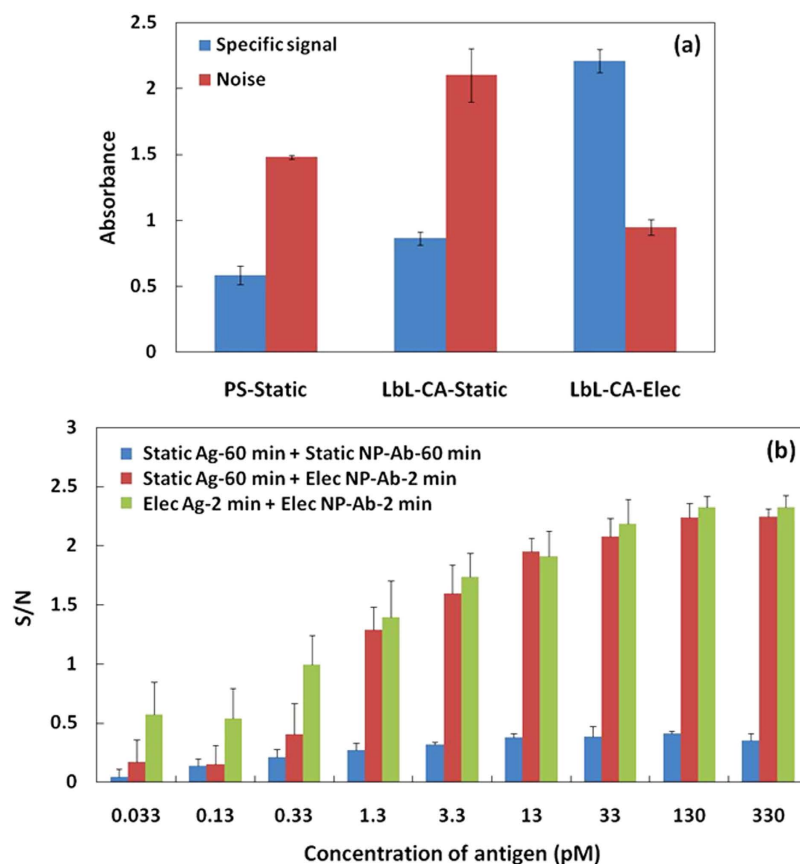 2.5
2
1.5
1
0.5
0
Absorbance
Specific signal
Noise
(a)
PS-Static LbL-CA-Static LbL-CA-Elec
3
2.5
2
1.5
1
0.5
0
S/N
Static Ag-60 min + Static NP-Ab-60 min
Static Ag-60 min + Elec NP-Ab-2 min
Elec Ag-2 min + Elec NP-Ab-2 min
(b)
0.033 0.13 0.33 1.3 3.3 13 33 130 330
Concentration of antigen (pM)